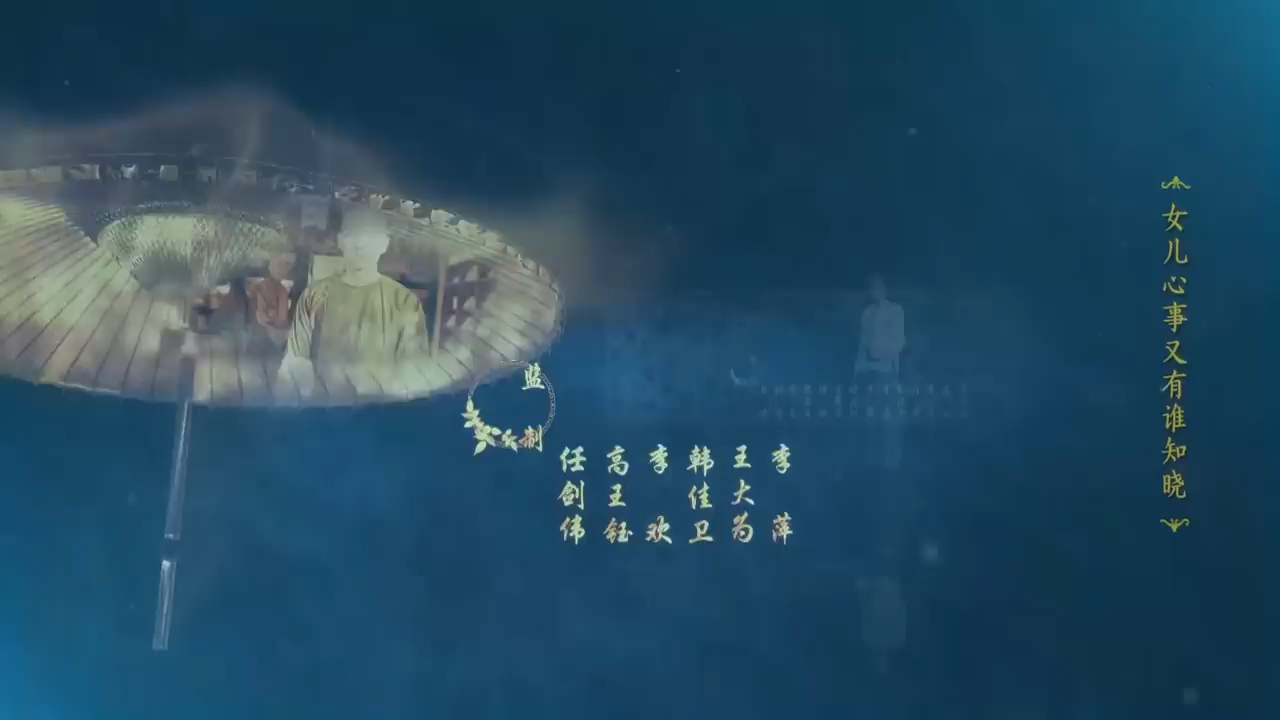 女儿心事又有谁知晓
监制
李萍
王大为
韩佳卫
李欢
高王钰
任剑伟